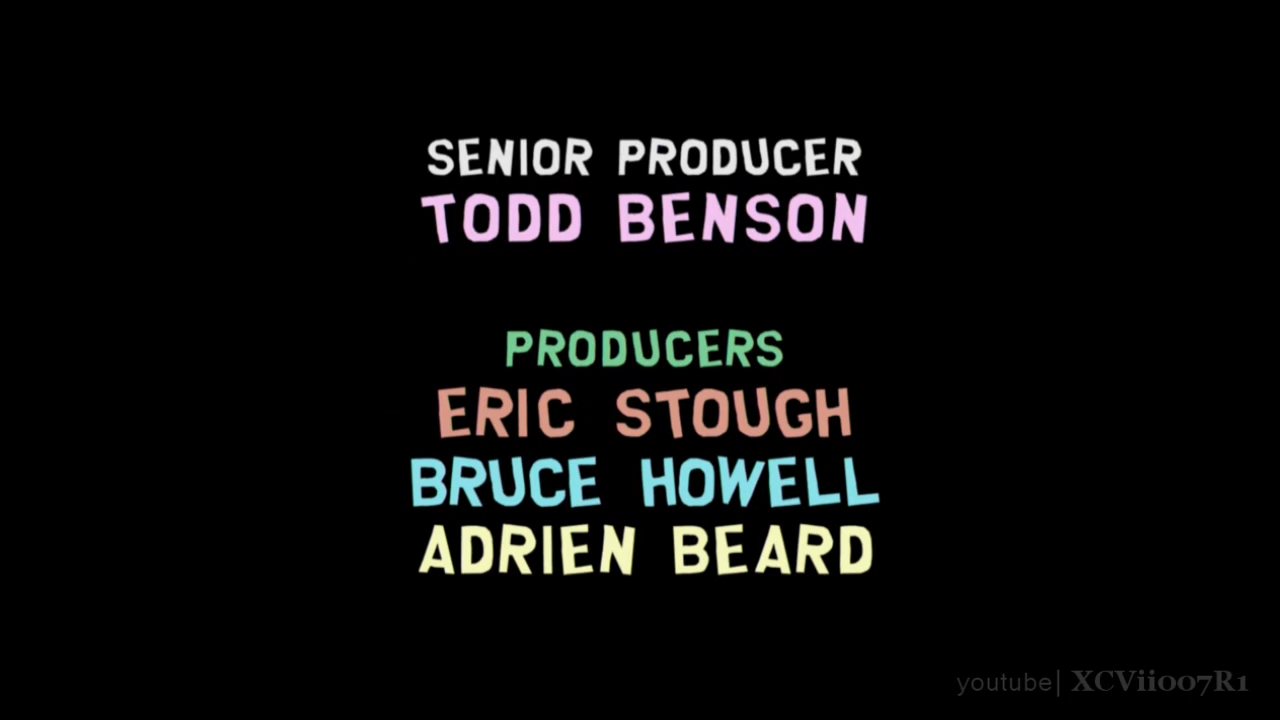 SENIOR PRODUCER
TODD BENSON
PRODUCERS
ERIC STOUGH
BRUCE HOWELL
ADRIEN BEARD
youtube| XCVii007R1